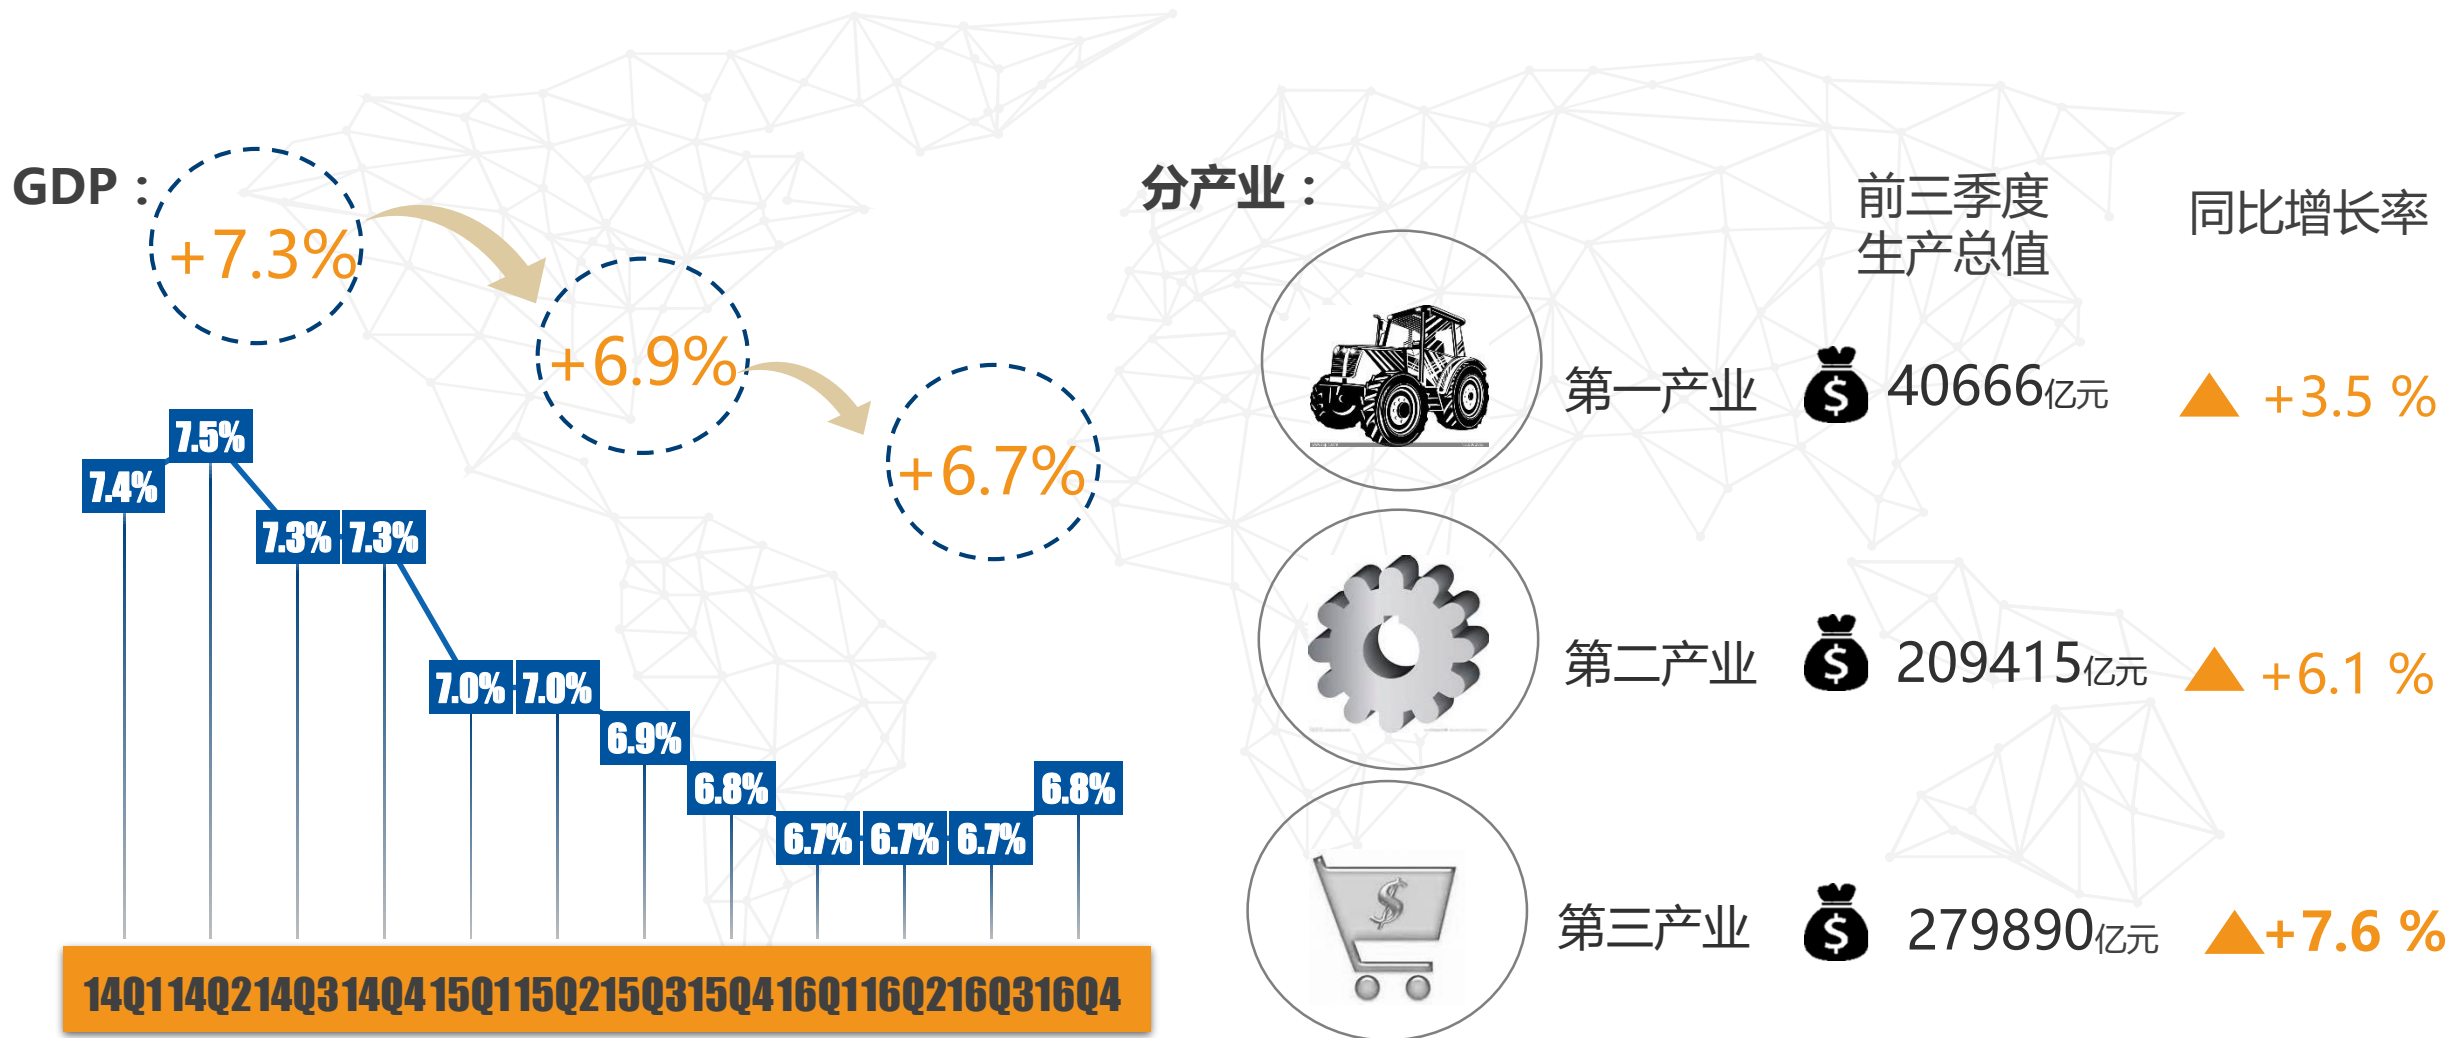 GDP：
+7.3%
+6.9%
+6.7%
7.4%
7.5%
7.3%
7.3%
7.0%
7.0%
6.9%
6.8%
6.7%
6.7%
6.7%
6.8%
14Q1 14Q2 14Q3 14Q4 15Q1 15Q2 15Q3 15Q4 16Q1 16Q2 16Q3 16Q4
分产业：
前三季度
生产总值
同比增长率
第一产业 $ 40666亿元 +3.5 %
第二产业 $ 209415亿元 +6.1 %
$
第三产业 $ 279890亿元 +7.6 %